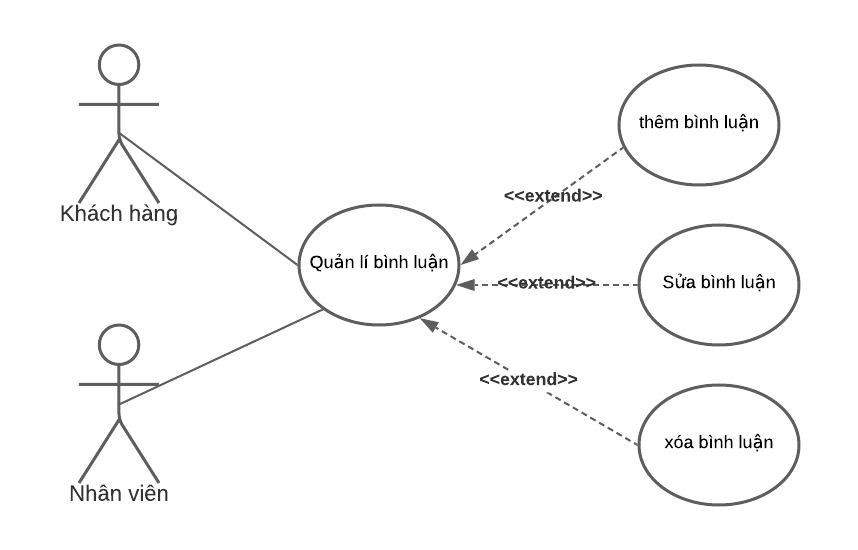 Khách hàng
Nhân viên
Quản lí bình luận
<<extend>>
<<extend>>
<<extend>>
thêm bình luận
Sửa bình luận
xóa bình luận